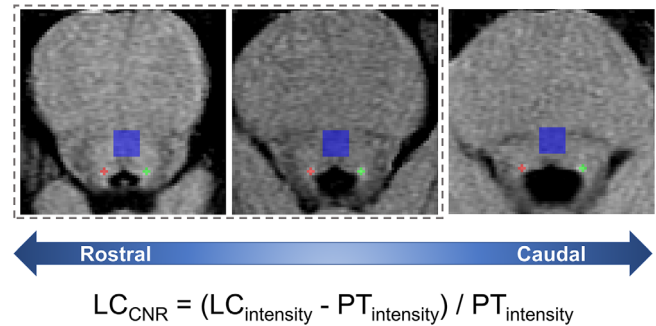 Rostral Caudal
LC_CNR = (LC_intensity - PT_intensity) / PT_intensity